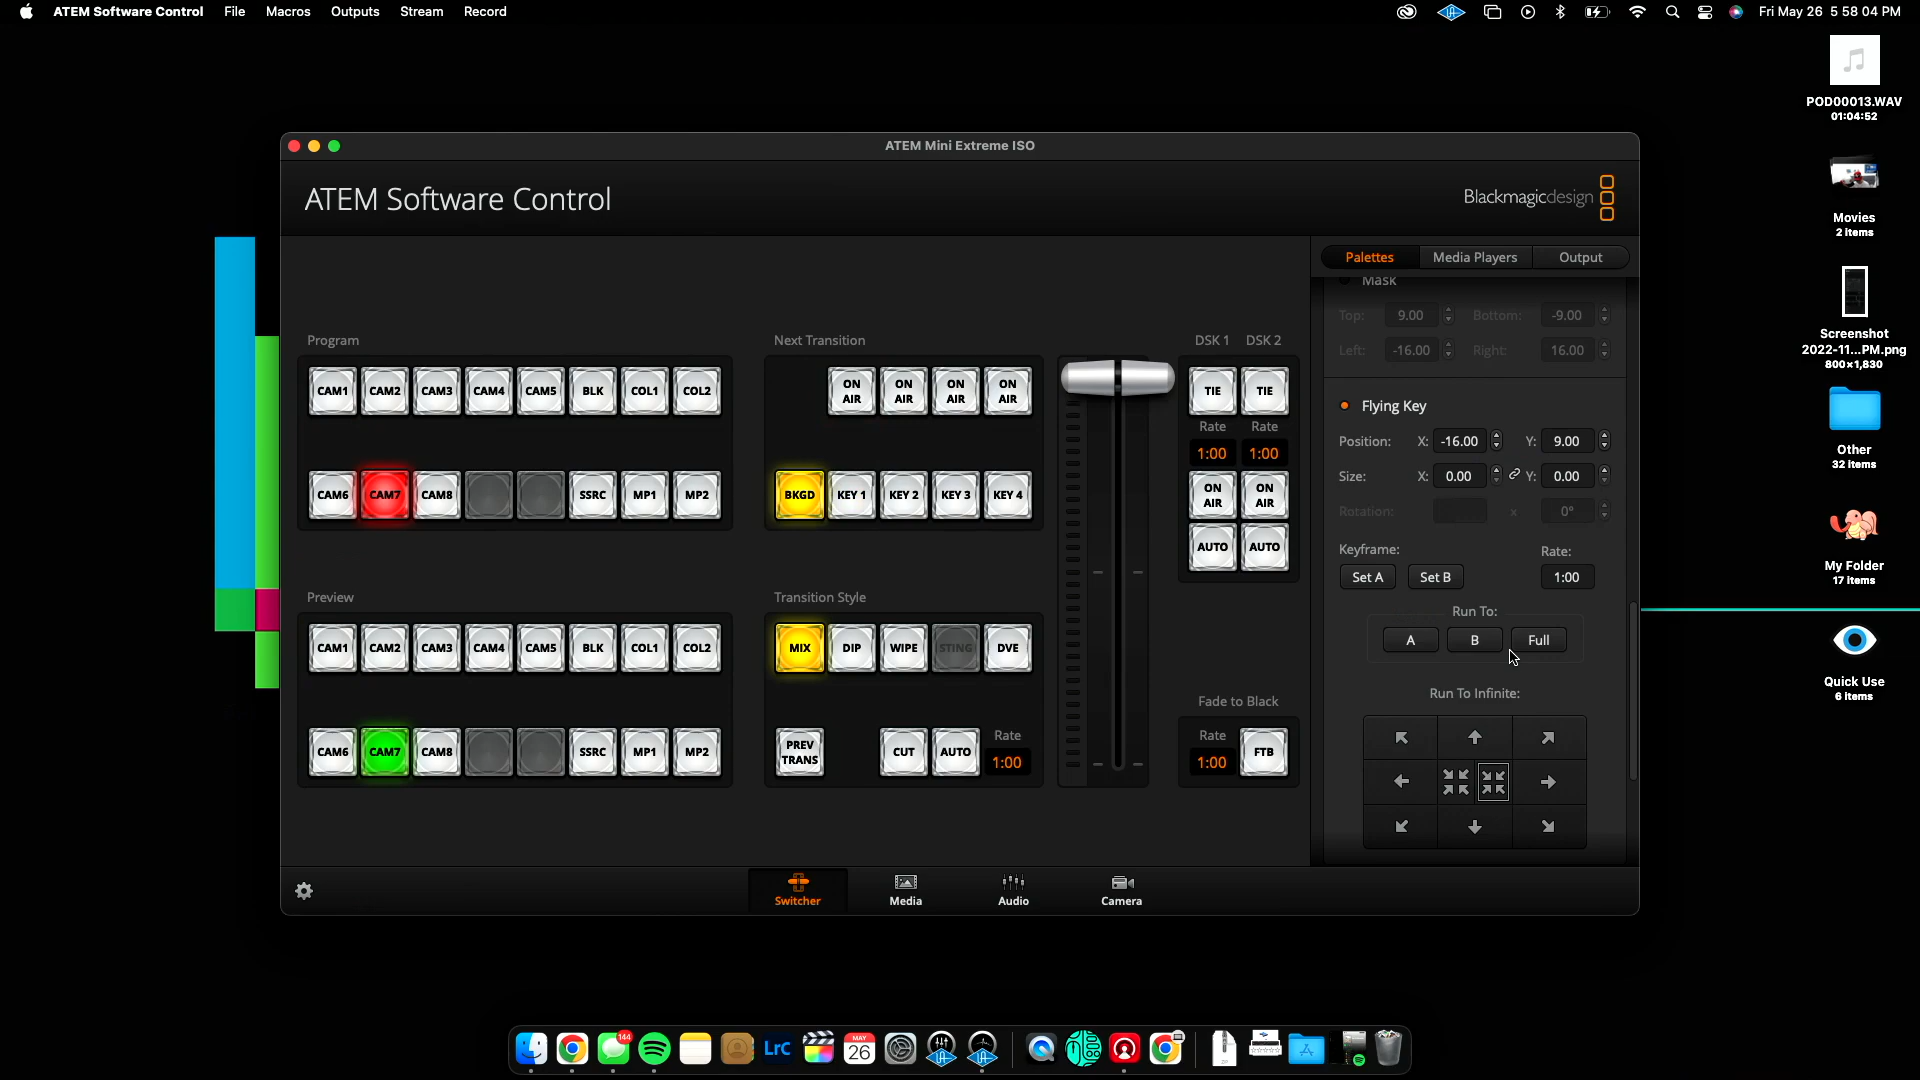 ATEM Software Control File Macros Outputs Stream Record
Fri May 26 5 58 04 PM
POD00013.WAV
01:04:52
Movies
2 items
Screenshot
2022-11...PM.png
800×1,830
Other
32 items
My Folder
17 items
Quick Use
6 items
ATEM Mini Extreme ISO
ATEM Software Control
Blackmagicdesign
Palettes Media Players Output
Program
CAM1 CAM2 CAM3 CAM4 CAM5 BLK COL1 COL2
CAM6 CAM7 CAM8 SSRC MP1 MP2
Next Transition
ON AIR ON AIR ON AIR ON AIR
BKGD KEY 1 KEY 2 KEY 3 KEY 4
DSK 1 DSK 2
TIE TIE
Rate Rate
1:00 1:00
ON AIR ON AIR
AUTO AUTO
Preview
CAM1 CAM2 CAM3 CAM4 CAM5 BLK COL1 COL2
CAM6 CAM7 CAM8 SSRC MP1 MP2
Transition Style
MIX DIP WIPE STING DVE
PREV TRANS CUT AUTO
Rate
1:00
Fade to Black
Rate
1:00 FTB
Mask
Top: 9.00 Bottom: -9.00
Left: -16.00 Right: 16.00
Flying Key
Position: X: -16.00 Y: 9.00
Size: X: 0.00 Y: 0.00
Rotation: x 0°
Keyframe: Rate:
Set A Set B 1:00
Run To:
A B Full
Run To Infinite:
Switcher Media Audio Camera
144
LrC
MAY
26